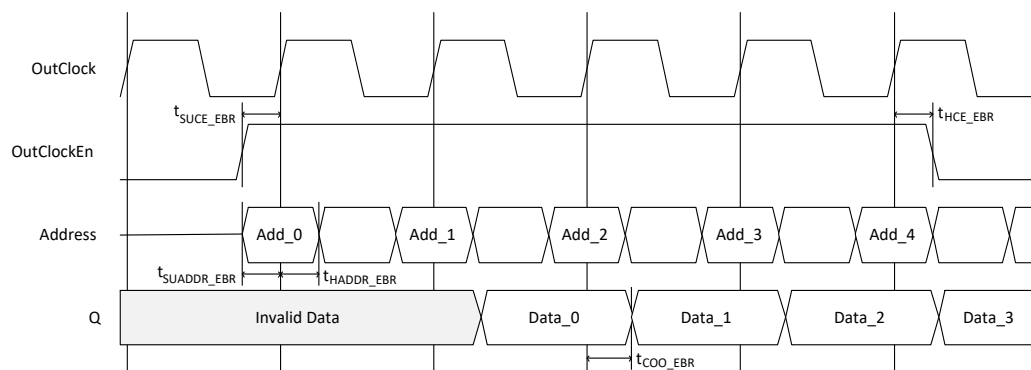 OutClock
tSUCE_EBR
tHCE_EBR
OutClockEn
Address
Add_0
Add_1
Add_2
Add_3
Add_4
tSUADDR_EBR
tHADDR_EBR
Q
Invalid Data
Data_0
Data_1
Data_2
Data_3
tCOO_EBR